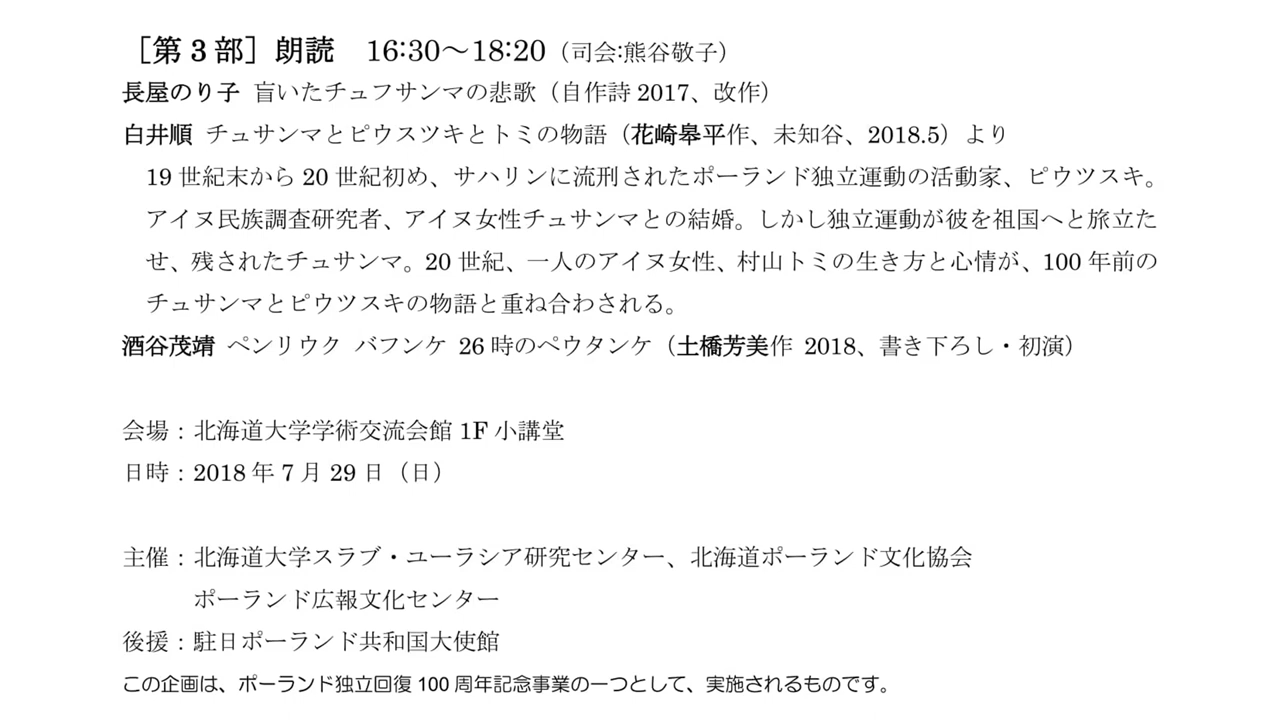 ［第 3 部］朗読　16:30～18:20（司会:熊谷敬子）
長屋のり子 盲いたチュフサンマの悲歌（自作詩 2017、改作）
白井順 チュサンマとピウスツキとトミの物語（花崎皋平作、未知谷、2018.5）より
19 世紀末から 20 世紀初め、サハリンに流刑されたポーランド独立運動の活動家、ピウツスキ。
アイヌ民族調査研究者、アイヌ女性チュサンマとの結婚。しかし独立運動が彼を祖国へと旅立た
せ、残されたチュサンマ。20 世紀、一人のアイヌ女性、村山トミの生き方と心情が、100 年前の
チュサンマとピウツスキの物語と重ね合わされる。
酒谷茂靖 ペンリウク バフンケ 26 時のペウタンケ（土橋芳美作 2018、書き下ろし・初演）
会場：北海道大学学術交流会館 1F 小講堂
日時：2018 年 7 月 29 日（日）
主催：北海道大学スラブ・ユーラシア研究センター、北海道ポーランド文化協会
ポーランド広報文化センター
後援：駐日ポーランド共和国大使館
この企画は、ポーランド独立回復 100 周年記念事業の一つとして、実施されるものです。